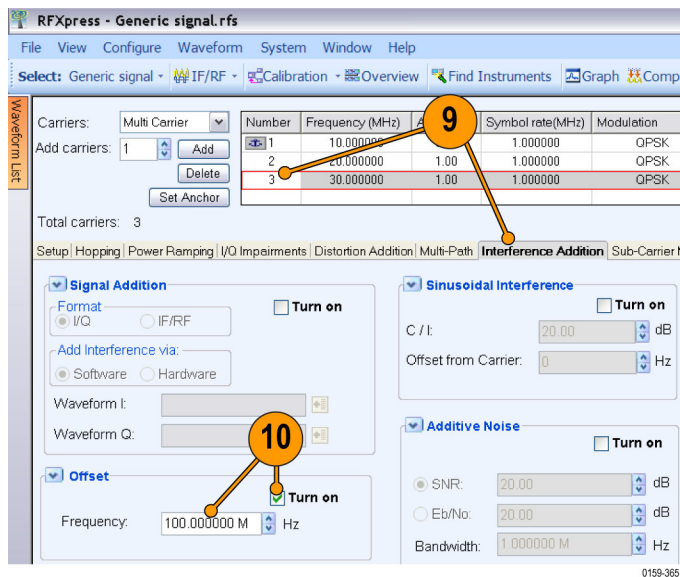 RFXpress - Generic signal.rfs
File View Configure Waveform System Window Help
Select: Generic signal IF/RF Calibration Overview Find Instruments Graph Comp
Waveform List
Carriers: Multi Carrier
Add carriers: 1 Add
Delete
Set Anchor
Total carriers: 3
Number Frequency (MHz) A Symbol rate(MHz) Modulation
1 10.000000 1.000000 QPSK
2 20.000000 1.00 1.000000 QPSK
3 30.000000 1.00 1.000000 QPSK
9
Setup Hopping Power Ramping I/Q Impairments Distortion Addition Multi-Path Interference Addition Sub-Carrier
Signal Addition
Format
I/Q IF/RF
Turn on
Add Interference via:
Software Hardware
Waveform I:
Waveform Q:
10
Offset
Turn on
Frequency: 100.000000 M Hz
Sinusoidal Interference
Turn on
C / I: 20.00 dB
Offset from Carrier: 0 Hz
Additive Noise
Turn on
SNR: 20.00 dB
Eb/No: 20.00 dB
Bandwidth: 1.000000 M Hz
0159-365